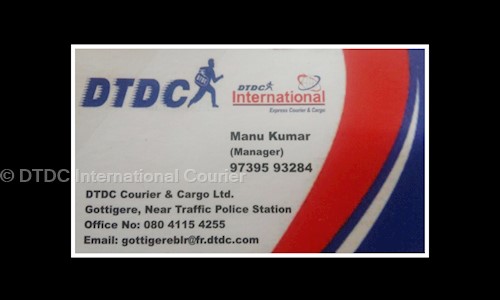 DTDC
DTDC
International
Express Courier & Cargo
Manu Kumar
(Manager)
97395 93284
© DTDC International Courier
DTDC Courier & Cargo Ltd.
Gottigere, Near Traffic Police Station
Office No: 080 4115 4255
Email: gottigereblr@fr.dtdc.com